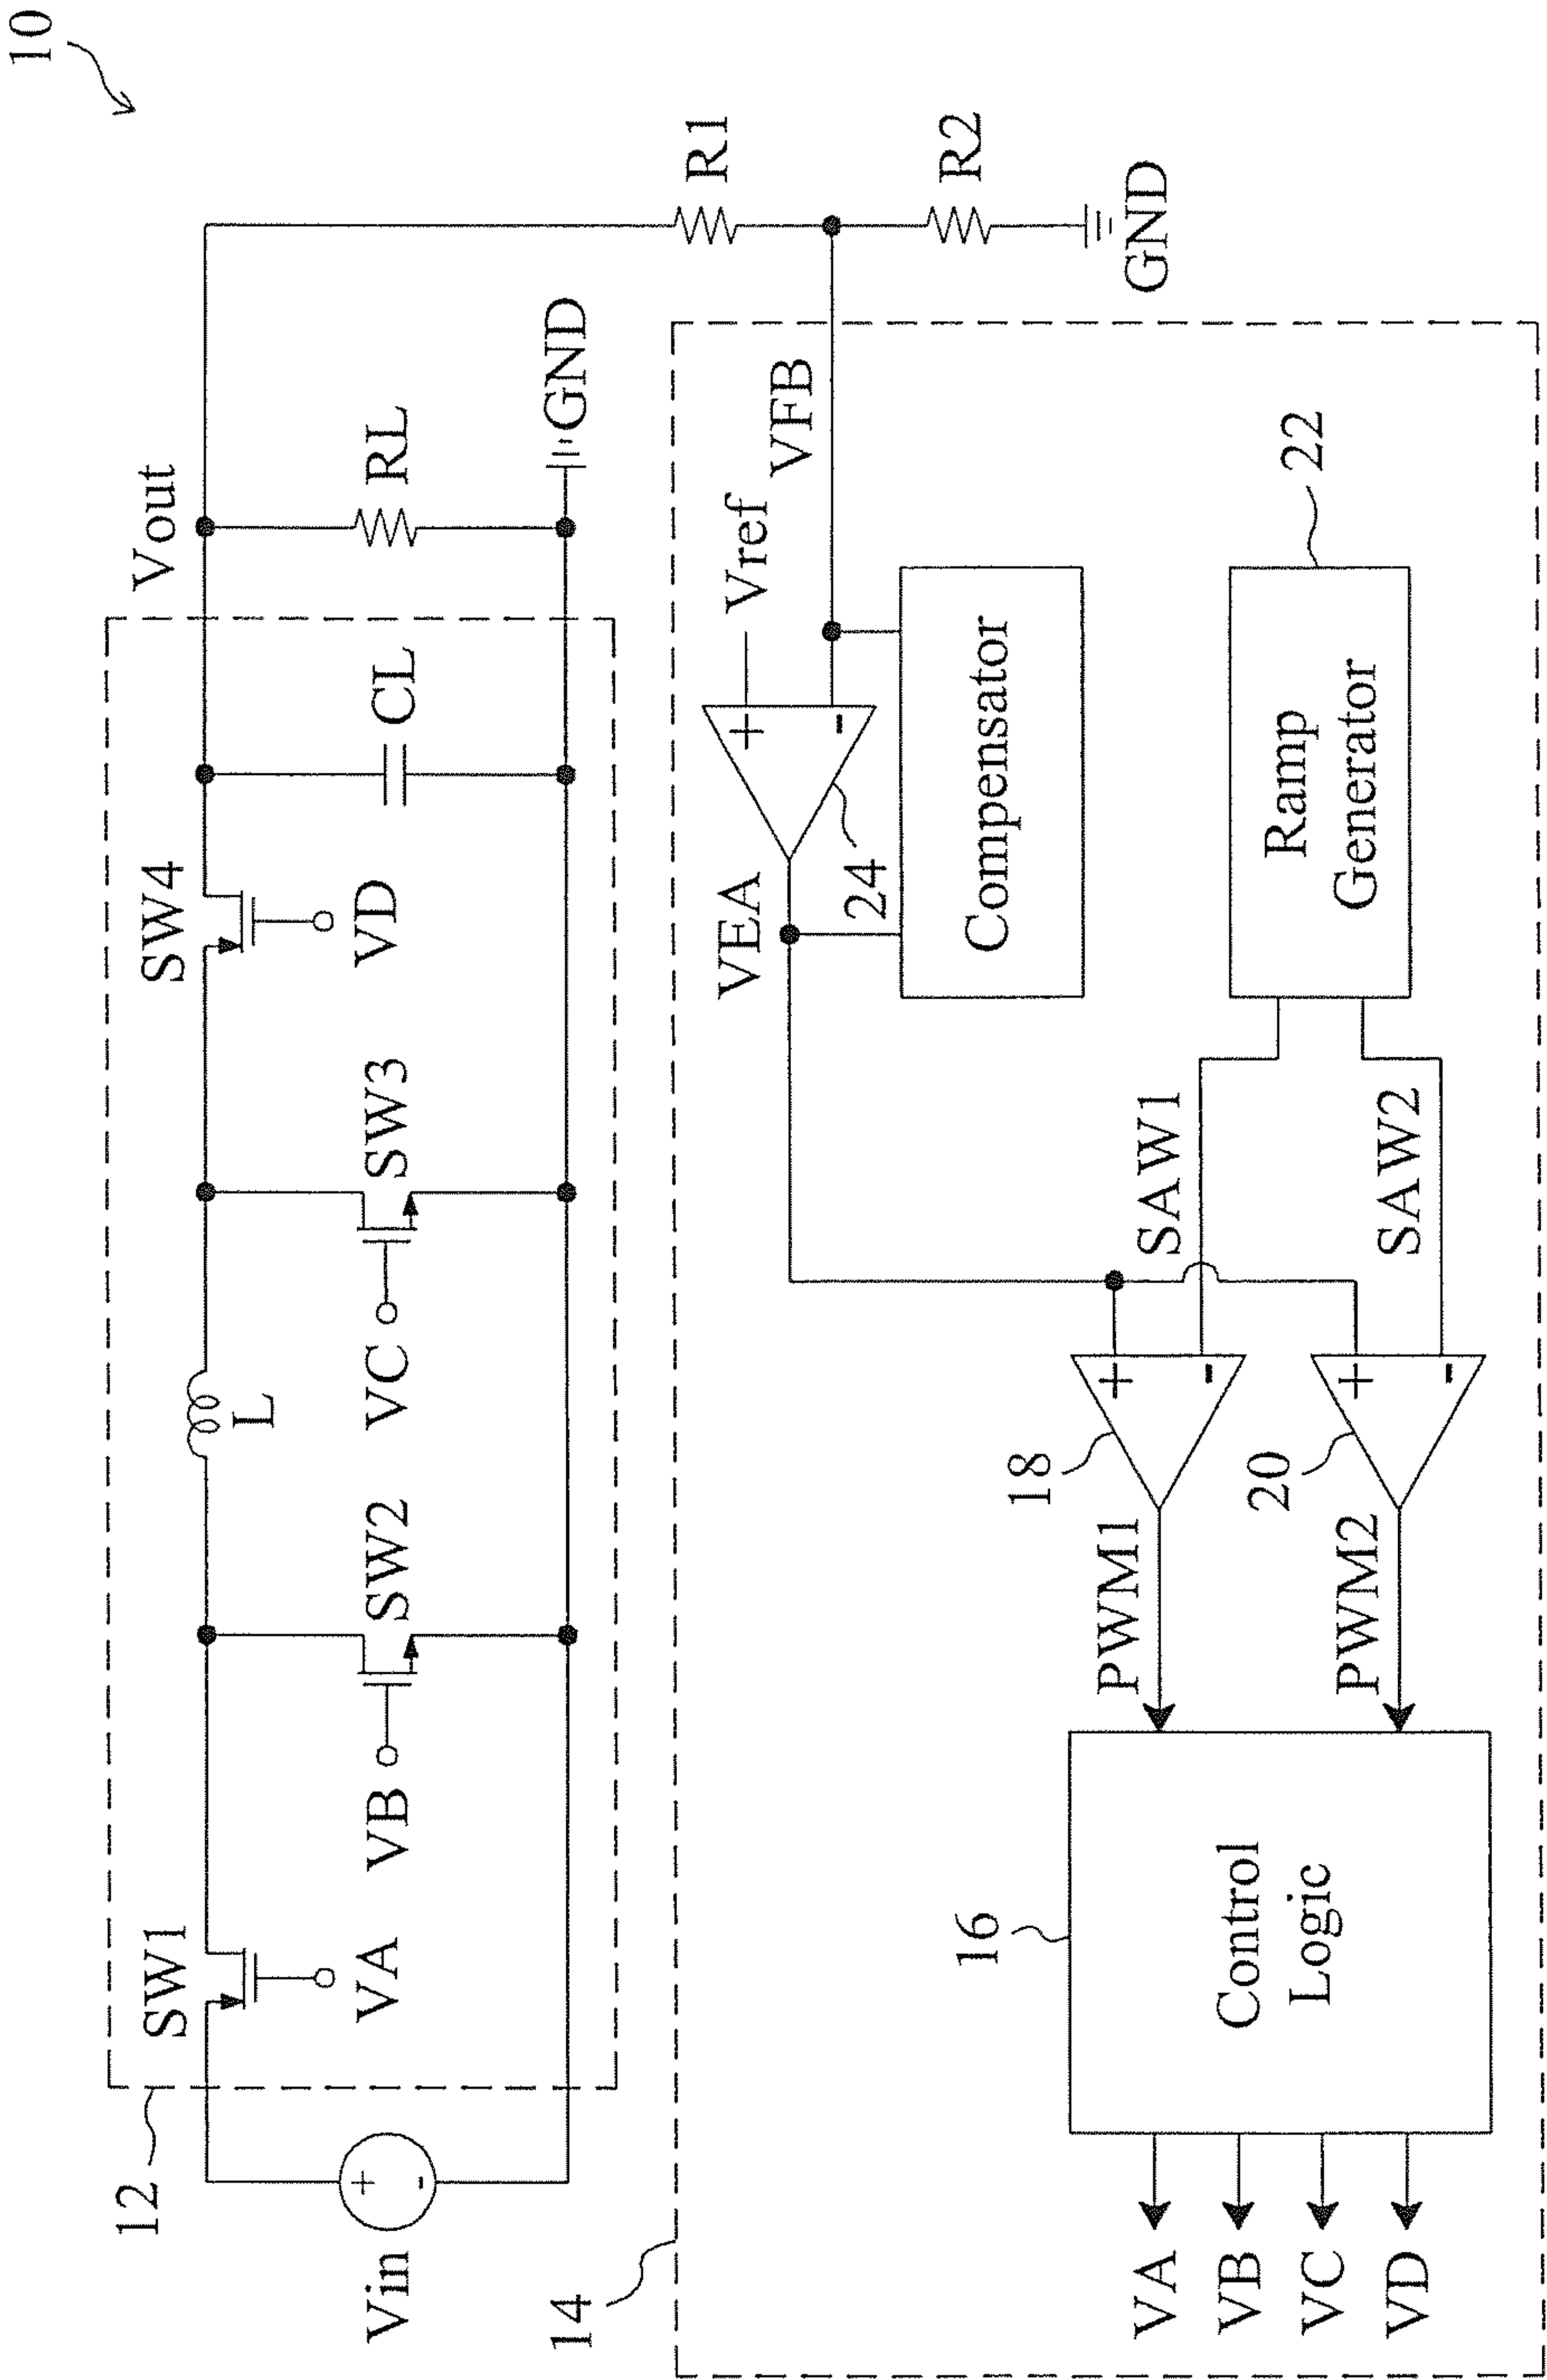 10
12
SW1
SW4
Vout
L
VA
VB
SW2
VC
SW3
VD
CL
RL
GND
Vin
R1
R2
GND
14
VEA
Vref
VFB
+
-
24
Compensator
SAW1
SAW2
Ramp
Generator
22
18
+
-
20
+
-
PWM1
PWM2
16
Control
Logic
VA
VB
VC
VD
+
-